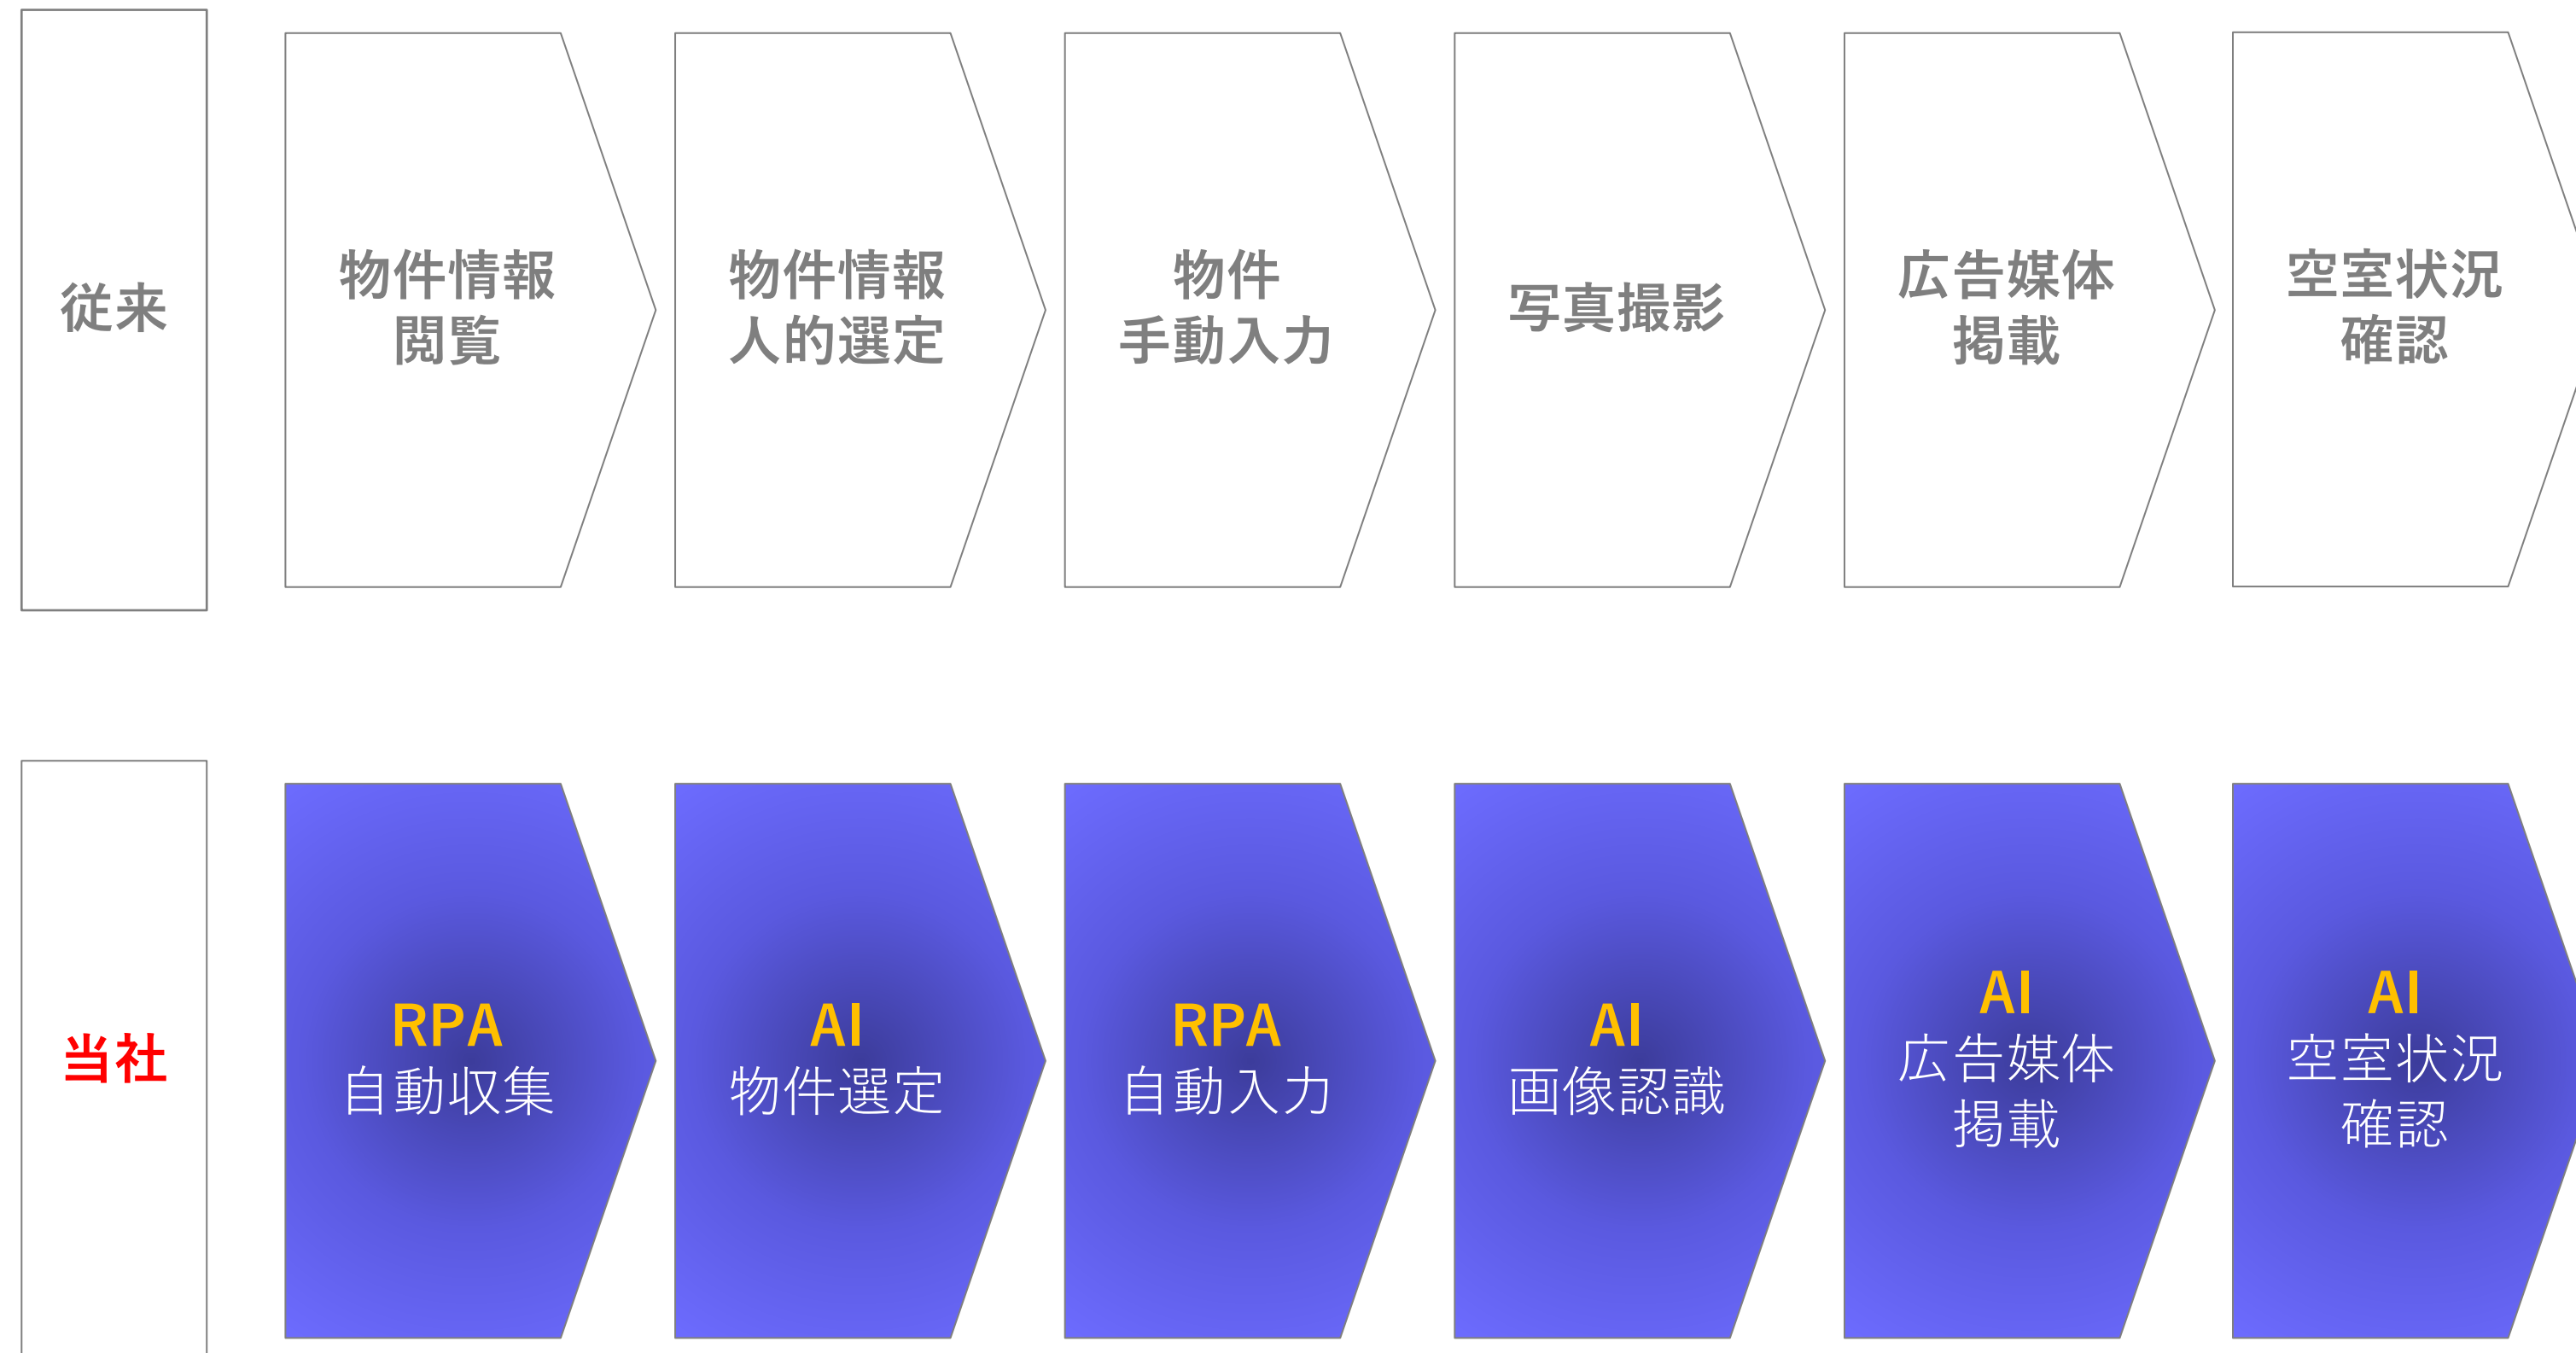 従来
物件情報
閲覧
物件情報
人的選定
物件
手動入力
写真撮影
広告媒体
掲載
空室状況
確認
当社
RPA
自動収集
AI
物件選定
RPA
自動入力
AI
画像認識
AI
広告媒体
掲載
AI
空室状況
確認